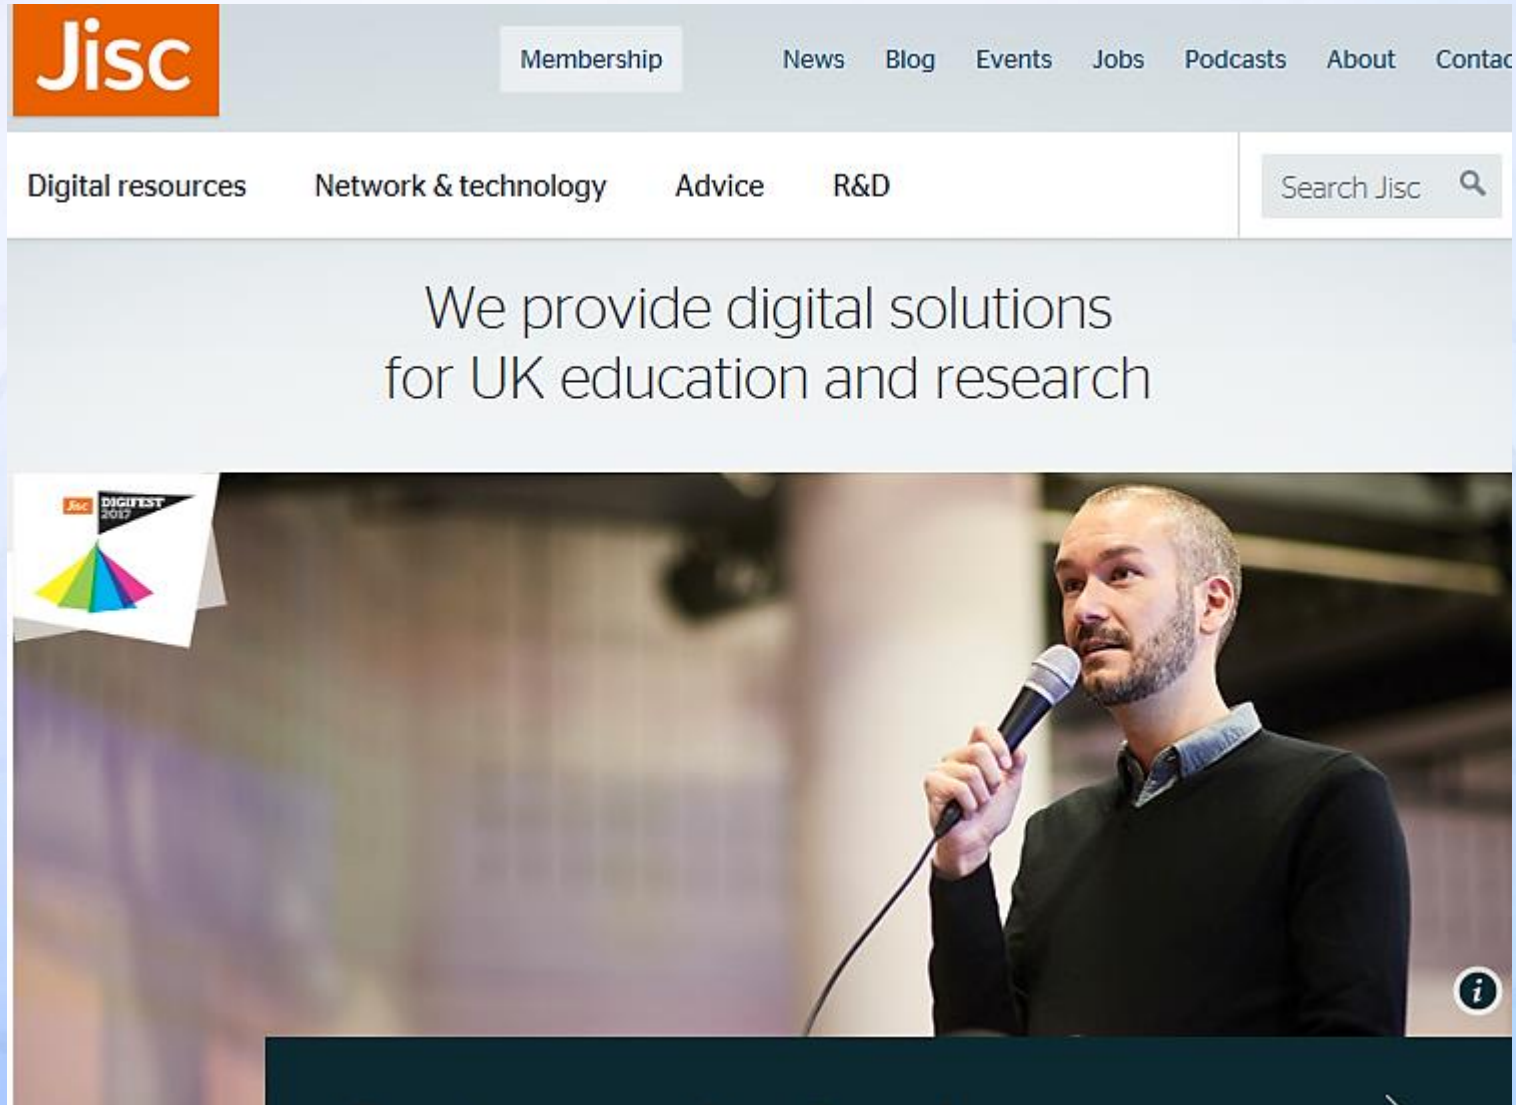 Jisc
Membership News Blog Events Jobs Podcasts About Contac
Digital resources Network & technology Advice R&D Search Jisc
We provide digital solutions
for UK education and research
Jisc DIGIFEST
2017
i